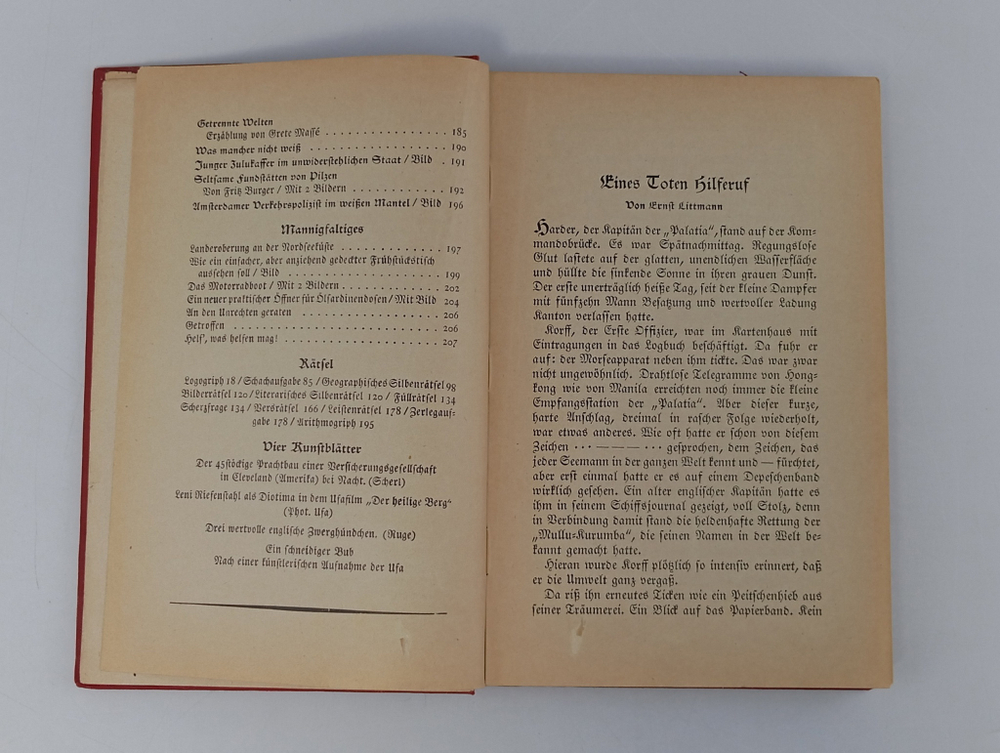 Getrennte Welten
Erzählung von Grete Massé . . . . . . . . . . . . . . . . 185
Was mancher nicht weiß . . . . . . . . . . . . . . . . . 190
Junger Zulukaffer im unwiderstehlichen Staat / Bild . 191
Seltsame Fundstätten von Pilzen
Von Fritz Burger / Mit 2 Bildern . . . . . . . . . . . . 192
Amsterdamer Verkehrspolizist im weißen Mantel / Bild 196
Mannigfaltiges
Landeroberung an der Nordseeküste . . . . . . . . . . . . 197
Wie ein einfacher, aber anziehend gedeckter Frühstückstisch
aussehen soll / Bild . . . . . . . . . . . . . . . . . . 199
Das Motorradboot / Mit 2 Bildern . . . . . . . . . . . . 202
Ein neuer praktischer Öffner für Ölsardinendosen / Mit Bild 204
An den Unrechten geraten . . . . . . . . . . . . . . . . 206
Getroffen . . . . . . . . . . . . . . . . . . . . . . . 206
Helf', was helfen mag! . . . . . . . . . . . . . . . . . 207
Rätsel
Logogriph 18 / Schachaufgabe 85 / Geographisches Silbenrätsel 98
Bilderrätsel 120 / Literarisches Silbenrätsel 120 / Füllrätsel 134
Scherzfrage 134 / Versrätsel 166 / Leistenrätsel 178 / Zerlegauf-
gabe 178 / Arithmogriph 195
Vier Kunstblätter
Der 45stöckige Prachtbau einer Versicherungsgesellschaft
in Cleveland (Amerika) bei Nacht. (Scherl)
Leni Riefenstahl als Diotima in dem Ufafilm „Der heilige Berg“
(Phot. Ufa)
Drei wertvolle englische Zwerghündchen. (Ruge)
Ein schneidiger Bub
Nach einer künstlerischen Aufnahme der Ufa
Eines Toten Hilferuf
Von Ernst Littmann
Harder, der Kapitän der „Palatia“, stand auf der Kom-
mandobrücke. Es war Spätnachmittag. Regungslose
Glut lastete auf der glatten, unendlichen Wasserfläche
und hüllte die sinkende Sonne in ihren grauen Dunst.
Der erste unerträglich heiße Tag, seit der kleine Dampfer
mit fünfzehn Mann Besatzung und wertvoller Ladung
Kanton verlassen hatte.
Korff, der Erste Offizier, war im Kartenhaus mit
Eintragungen in das Logbuch beschäftigt. Da fuhr er
auf: der Morseapparat neben ihm tickte. Das war zwar
nicht ungewöhnlich. Drahtlose Telegramme von Hong-
kong wie von Manila erreichten noch immer die kleine
Empfangsstation der „Palatia“. Aber dieser kurze,
harte Anschlag, dreimal in rascher Folge wiederholt,
war etwas anderes. Wie oft hatte er schon von diesem
Zeichen · · · — — — · · · gesprochen, dem Zeichen, das
jeder Seemann in der ganzen Welt kennt und — fürchtet,
aber erst einmal hatte er es auf einem Depeschenband
wirklich gesehen. Ein alter englischer Kapitän hatte es
ihm in seinem Schiffsjournal gezeigt, voll Stolz, denn
in Verbindung damit stand die heldenhafte Rettung der
„Mullu-Kurumba“, die seinen Namen in der Welt be-
kannt gemacht hatte.
Hieran wurde Korff plötzlich so intensiv erinnert, daß
er die Umwelt ganz vergaß.
Da riß ihn erneutes Ticken wie ein Peitschenhieb aus
seiner Träumerei. Ein Blick auf das Papierband. Kein